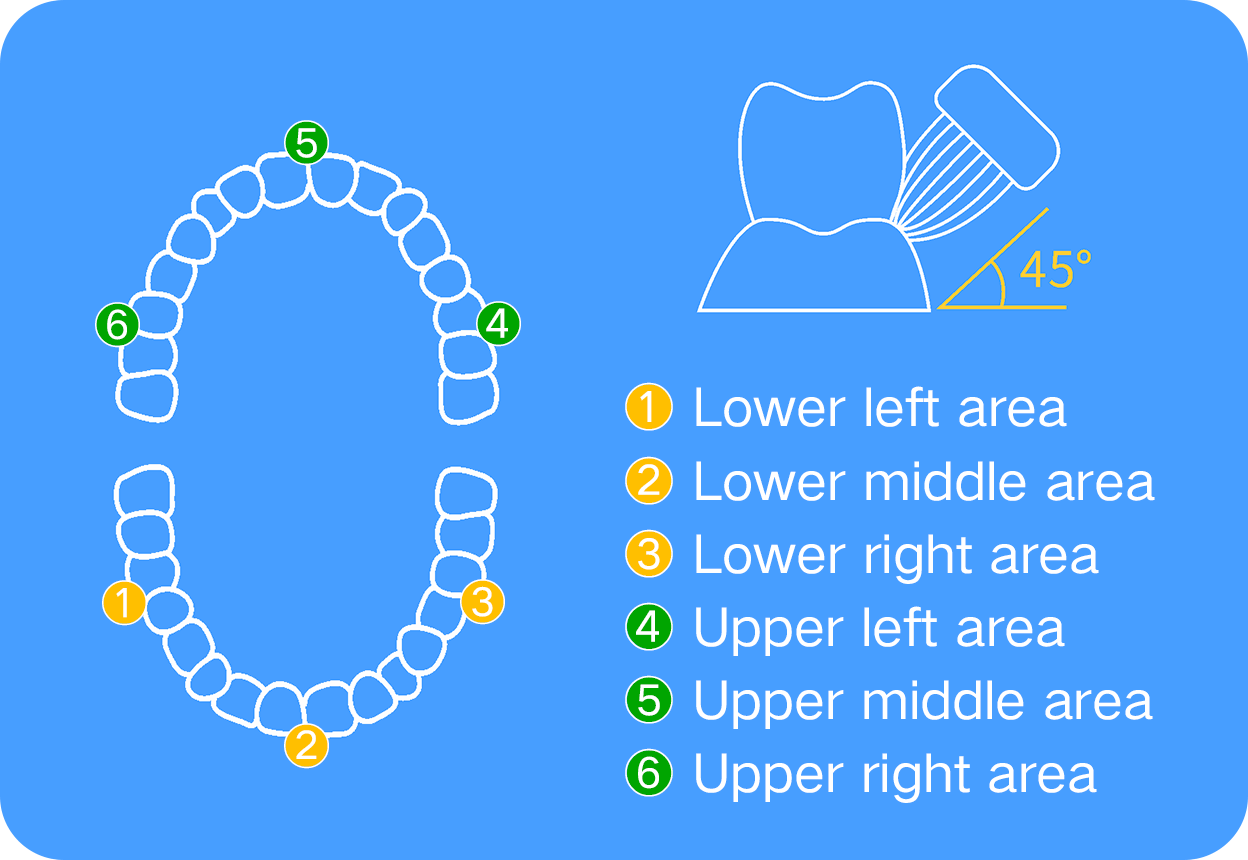 5
6
4
1
3
2
45°
1 Lower left area
2 Lower middle area
3 Lower right area
4 Upper left area
5 Upper middle area
6 Upper right area